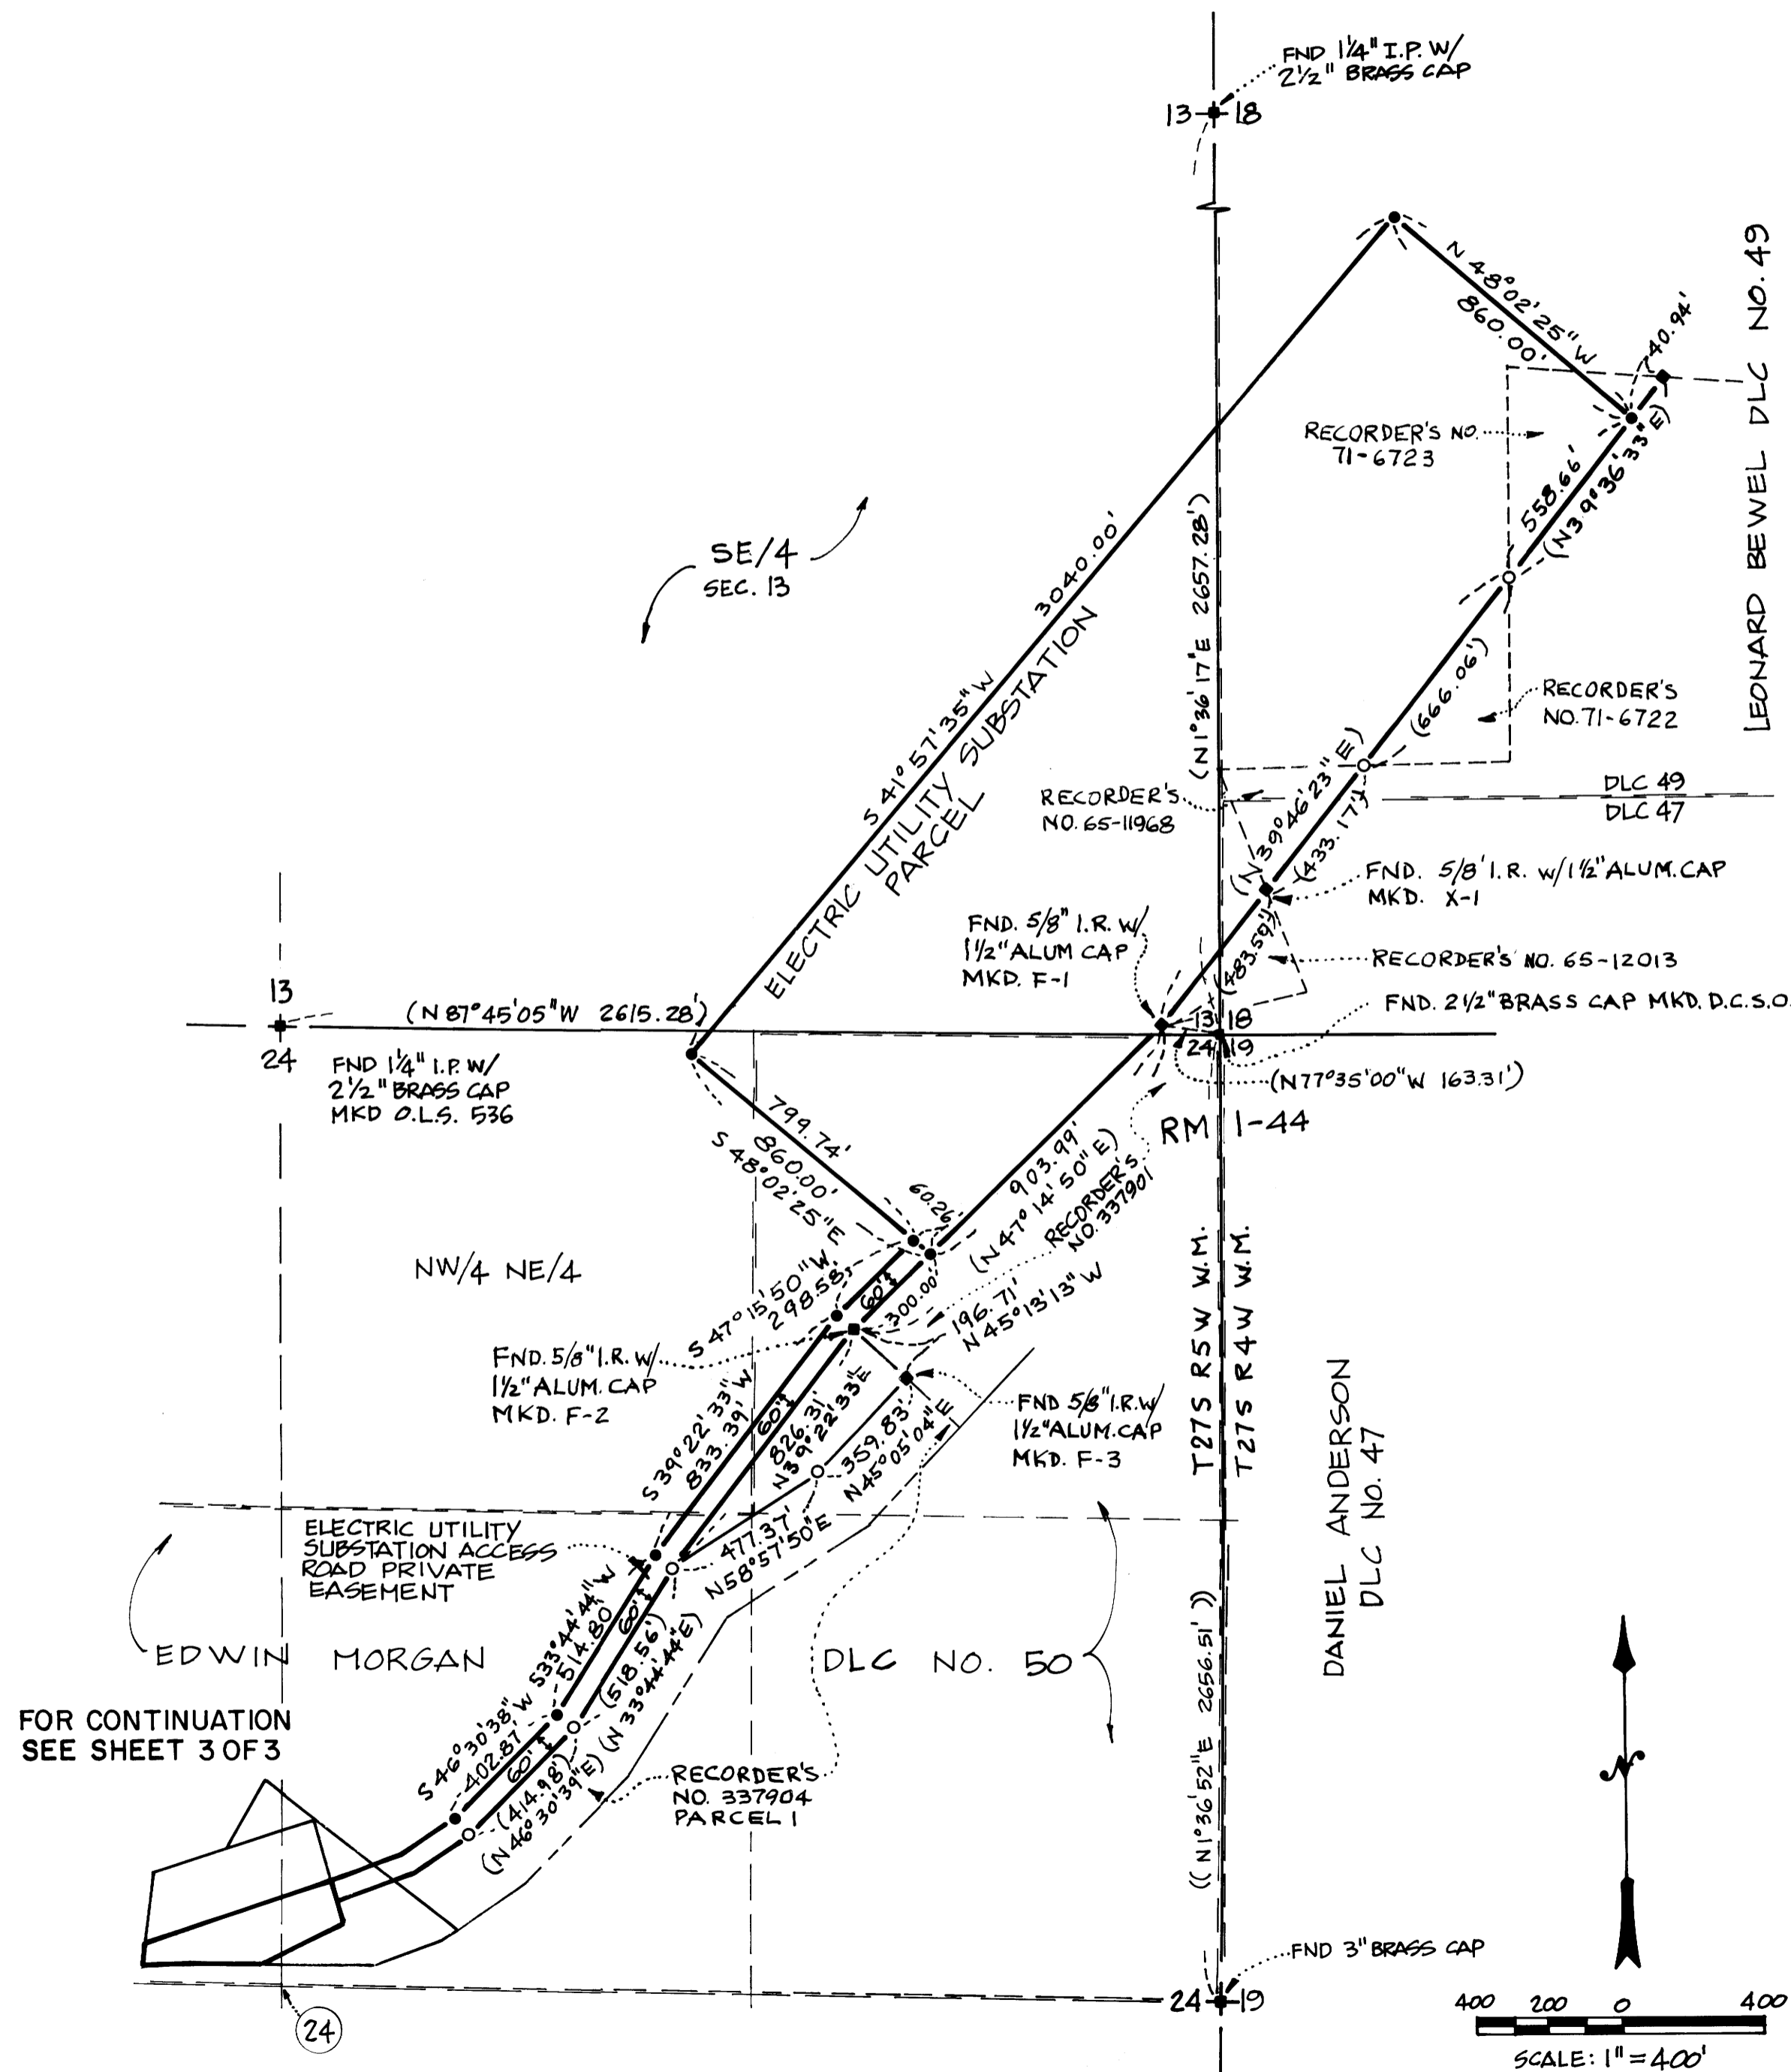 FND 1¼" I.P. W/
2½" BRASS CAP
13 18
N 48°02'25" W
860.00'
40.94'
LEONARD BEWEL DLC NO. 49
RECORDER'S NO.
71-6723
558.66'
(N39°36'33"E)
SE/4
SEC. 13
3040.00'
S 41°57'35" W
ELECTRIC UTILITY SUBSTATION
PARCEL
(N1°36'17"E 2657.28')
(666.06')
RECORDER'S
NO. 71-6722
DLC 49
DLC 47
RECORDER'S
NO. 65-11968
(N 39°46'23" E)
(433.17')
FND. 5/8' I.R. W/1½" ALUM. CAP
MKD. X-1
FND. 5/8" I.R. W/
1½" ALUM CAP
MKD. F-1
(483.59')
RECORDER'S NO. 65-12013
FND. 2½" BRASS CAP MKD. D.C.S.O.
13
24
(N 87°45'05"W 2615.28')
13 18
24 19
FND 1¼" I.P. W/
2½" BRASS CAP
MKD O.L.S. 536
(N77°35'00"W 163.31')
RM 1-44
799.74'
860.00'
S 48°02'25"E
60.26'
903.99'
(N 47°14'50" E)
RECORDER'S
NO. 337901
NW/4 NE/4
S 47°15'50"W
298.58'
60'
300.00'
196.71'
N 45°13'13" W
FND. 5/8" I.R. W/
1½" ALUM. CAP
MKD. F-2
T27S R5W W.M.
T27S R4W W.M.
S39°22'33"W
833.39'
60'
826.31'
N39°22'33"E
359.83'
N45°05'04"E
FND 5/8" I.R.W/
1½" ALUM. CAP
MKD. F-3
DANIEL ANDERSON
DLC NO. 47
ELECTRIC UTILITY
SUBSTATION ACCESS
ROAD PRIVATE
EASEMENT
477.37'
N58°57'50"E
EDWIN MORGAN DLC NO. 50
S33°44'44"W
514.80'
60'
(518.56')
(N 33°44'44"E)
((N1°36'52"E 2656.51'))
FOR CONTINUATION
SEE SHEET 3 OF 3
S46°30'38"W
402.87'
60'
(414.98')
(N46°30'39"E)
RECORDER'S
NO. 337904
PARCEL 1
N
FND 3" BRASS CAP
24 19
24
400 200 0 400
SCALE: 1" = 400'